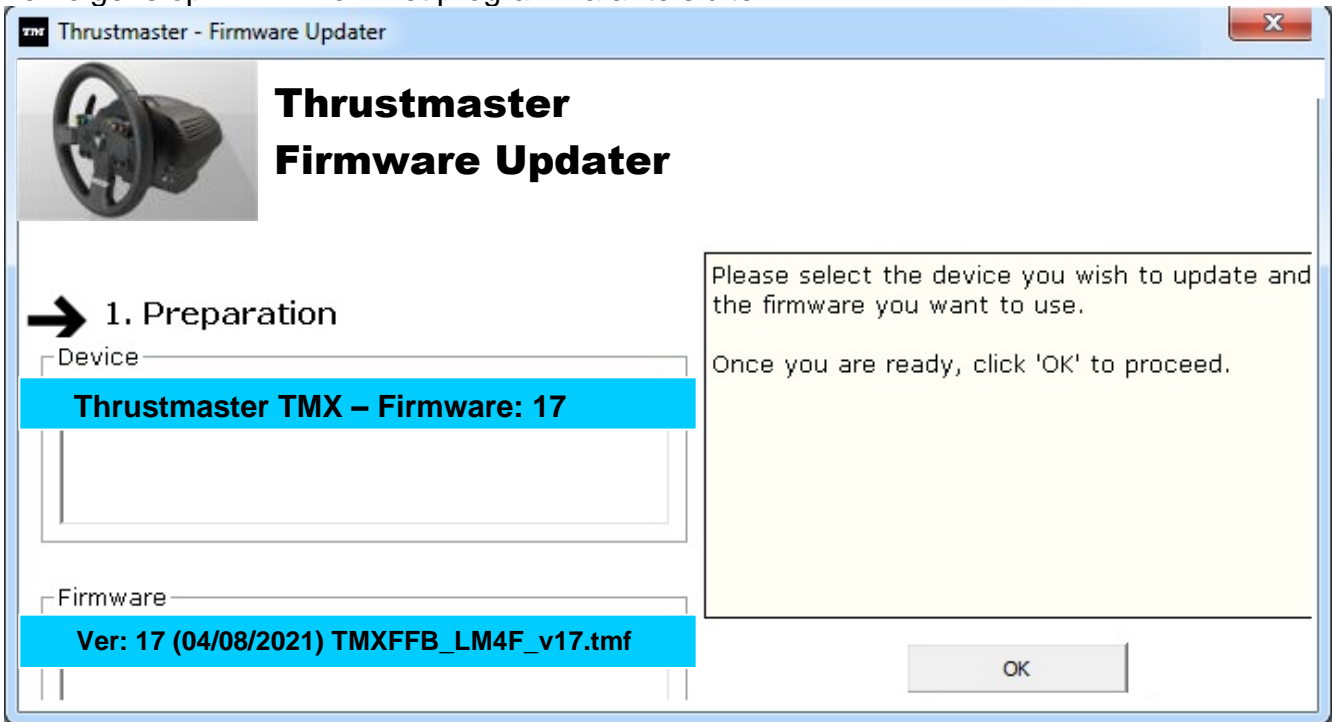 Thrustmaster - Firmware Updater
Thrustmaster
Firmware Updater
1. Preparation
Device
Thrustmaster TMX – Firmware: 17
Please select the device you wish to update and
the firmware you want to use.
Once you are ready, click 'OK' to proceed.
Firmware
Ver: 17 (04/08/2021) TMXFFB_LM4F_v17.tmf
OK